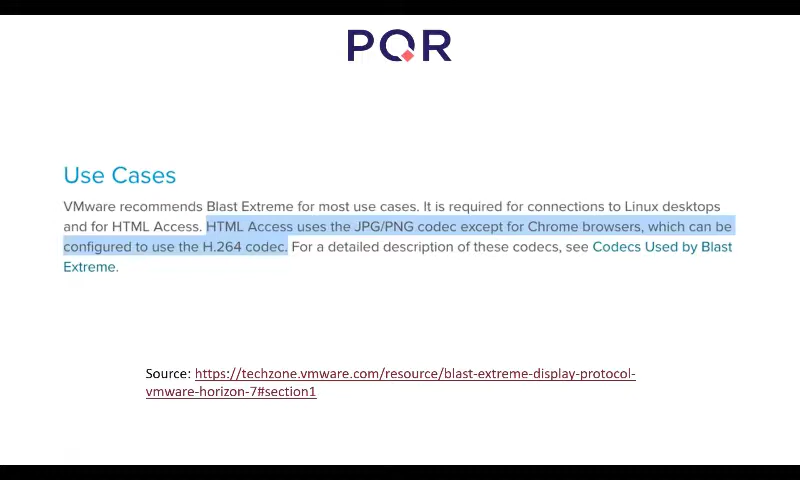 PQR
Use Cases
VMware recommends Blast Extreme for most use cases. It is required for connections to Linux desktops
and for HTML Access. HTML Access uses the JPG/PNG codec except for Chrome browsers, which can be
configured to use the H.264 codec. For a detailed description of these codecs, see Codecs Used by Blast
Extreme.
Source: https://techzone.vmware.com/resource/blast-extreme-display-protocol-
vmware-horizon-7#section1